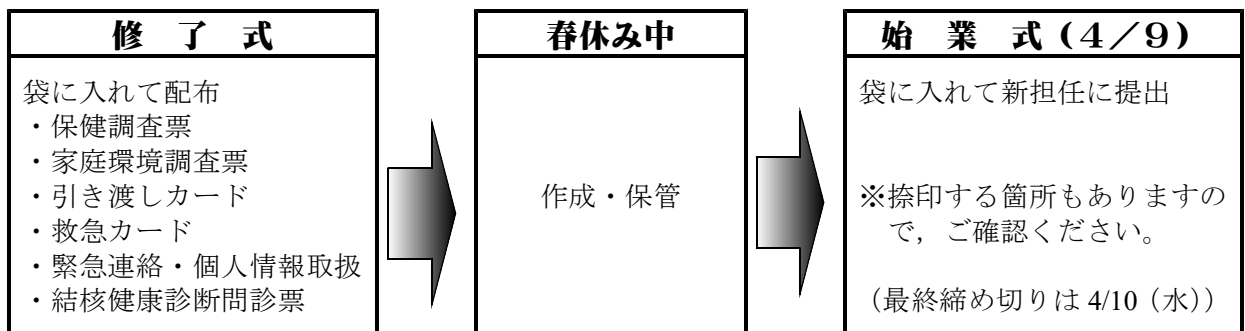 修 了 式
袋に入れて配布
・保健調査票
・家庭環境調査票
・引き渡しカード
・救急カード
・緊急連絡・個人情報取扱
・結核健康診断問診票
春休み中
作成・保管
始 業 式(4/9)
袋に入れて新担任に提出
※捺印する箇所もありますの
で，ご確認ください。
（最終締め切りは 4/10（水））